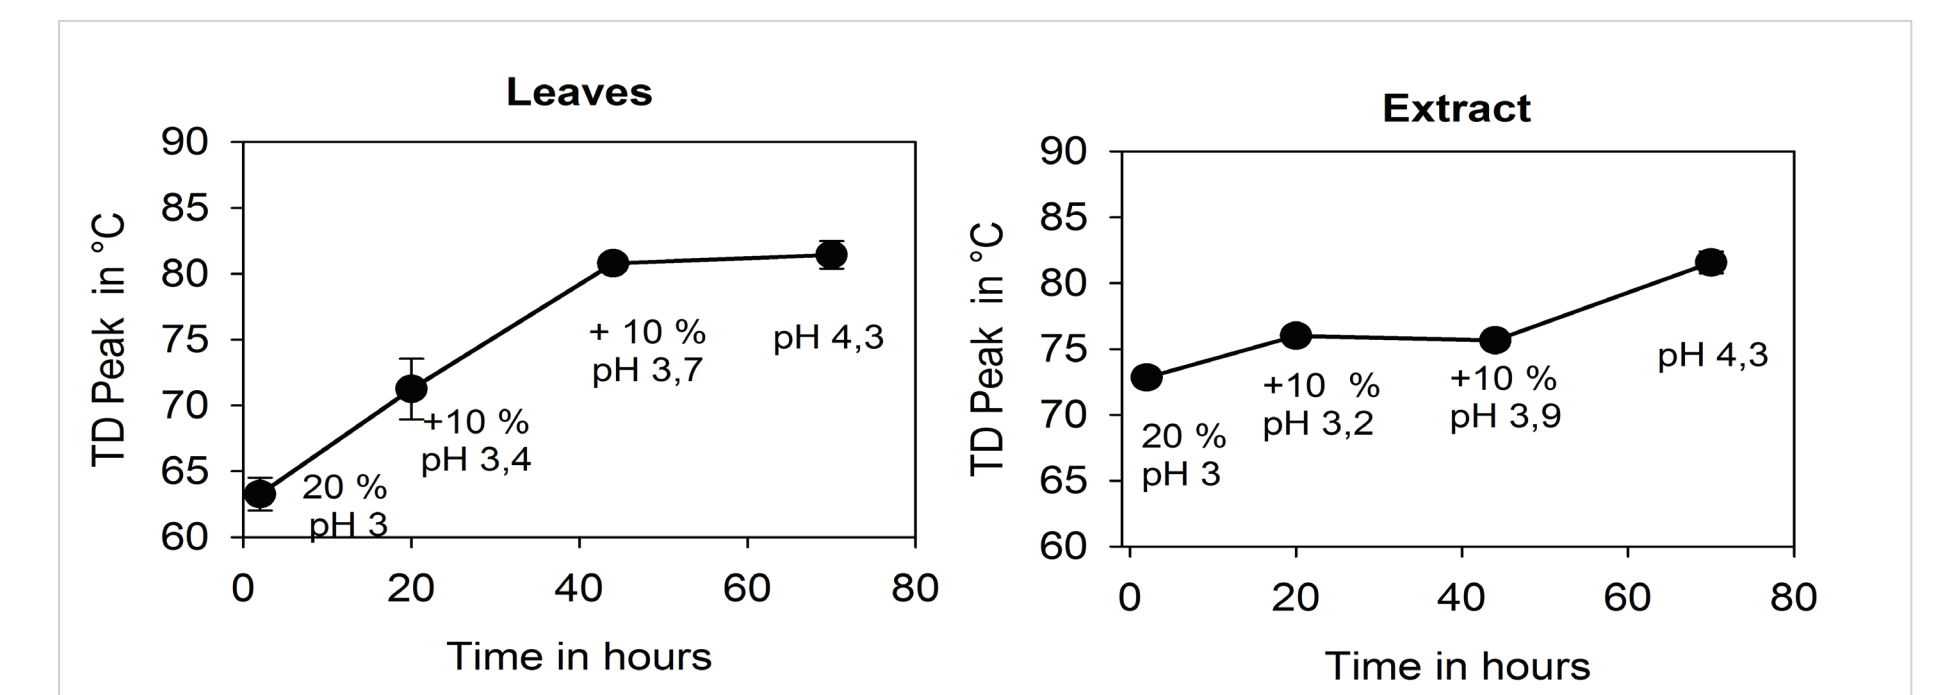 Leaves
90
85
80
75
70
65
60
TD Peak in °C
+ 10 %
pH 3,7
pH 4,3
+10 %
pH 3,4
20 %
pH 3
0 20 40 60 80
Time in hours
Extract
90
85
80
75
70
65
60
TD Peak in °C
pH 4,3
+10 %
pH 3,2
+10 %
pH 3,9
20 %
pH 3
0 20 40 60 80
Time in hours